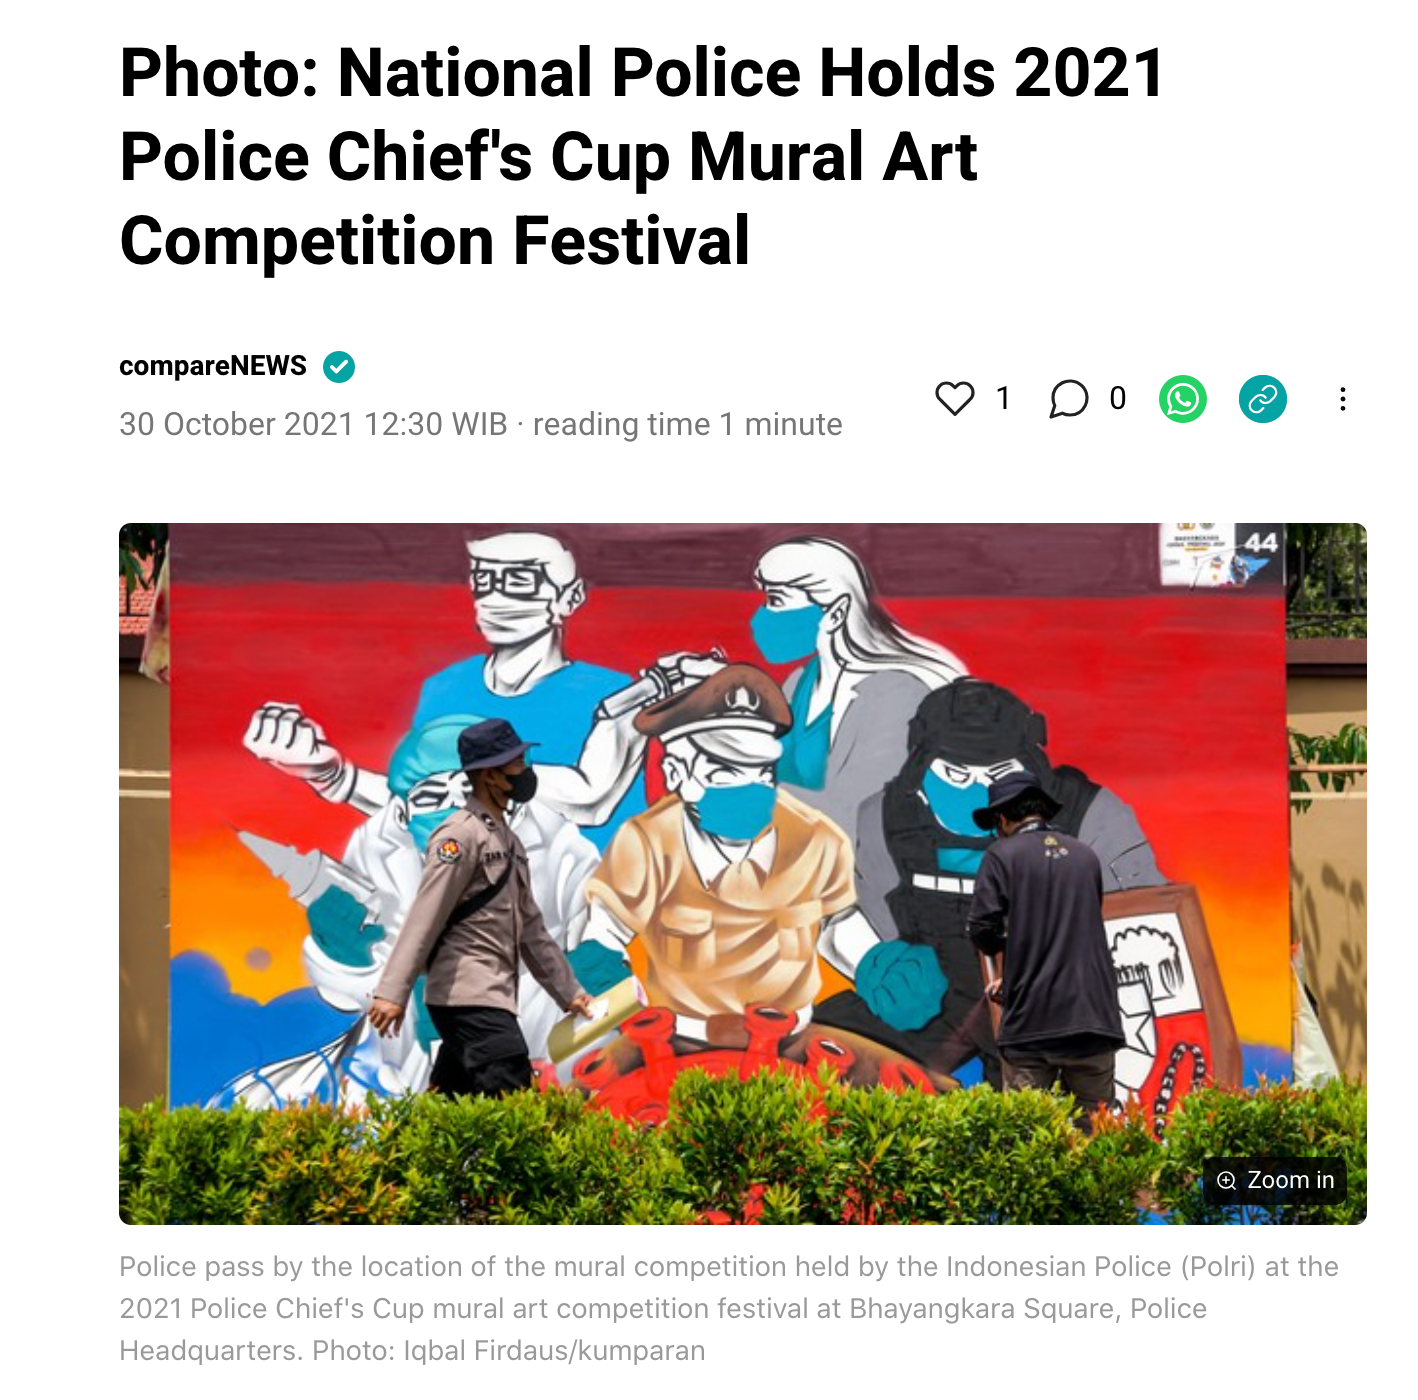 Photo: National Police Holds 2021
Police Chief's Cup Mural Art
Competition Festival
compareNEWS
30 October 2021 12:30 WIB · reading time 1 minute
1
0
44
Zoom in
Police pass by the location of the mural competition held by the Indonesian Police (Polri) at the
2021 Police Chief's Cup mural art competition festival at Bhayangkara Square, Police
Headquarters. Photo: Iqbal Firdaus/kumparan